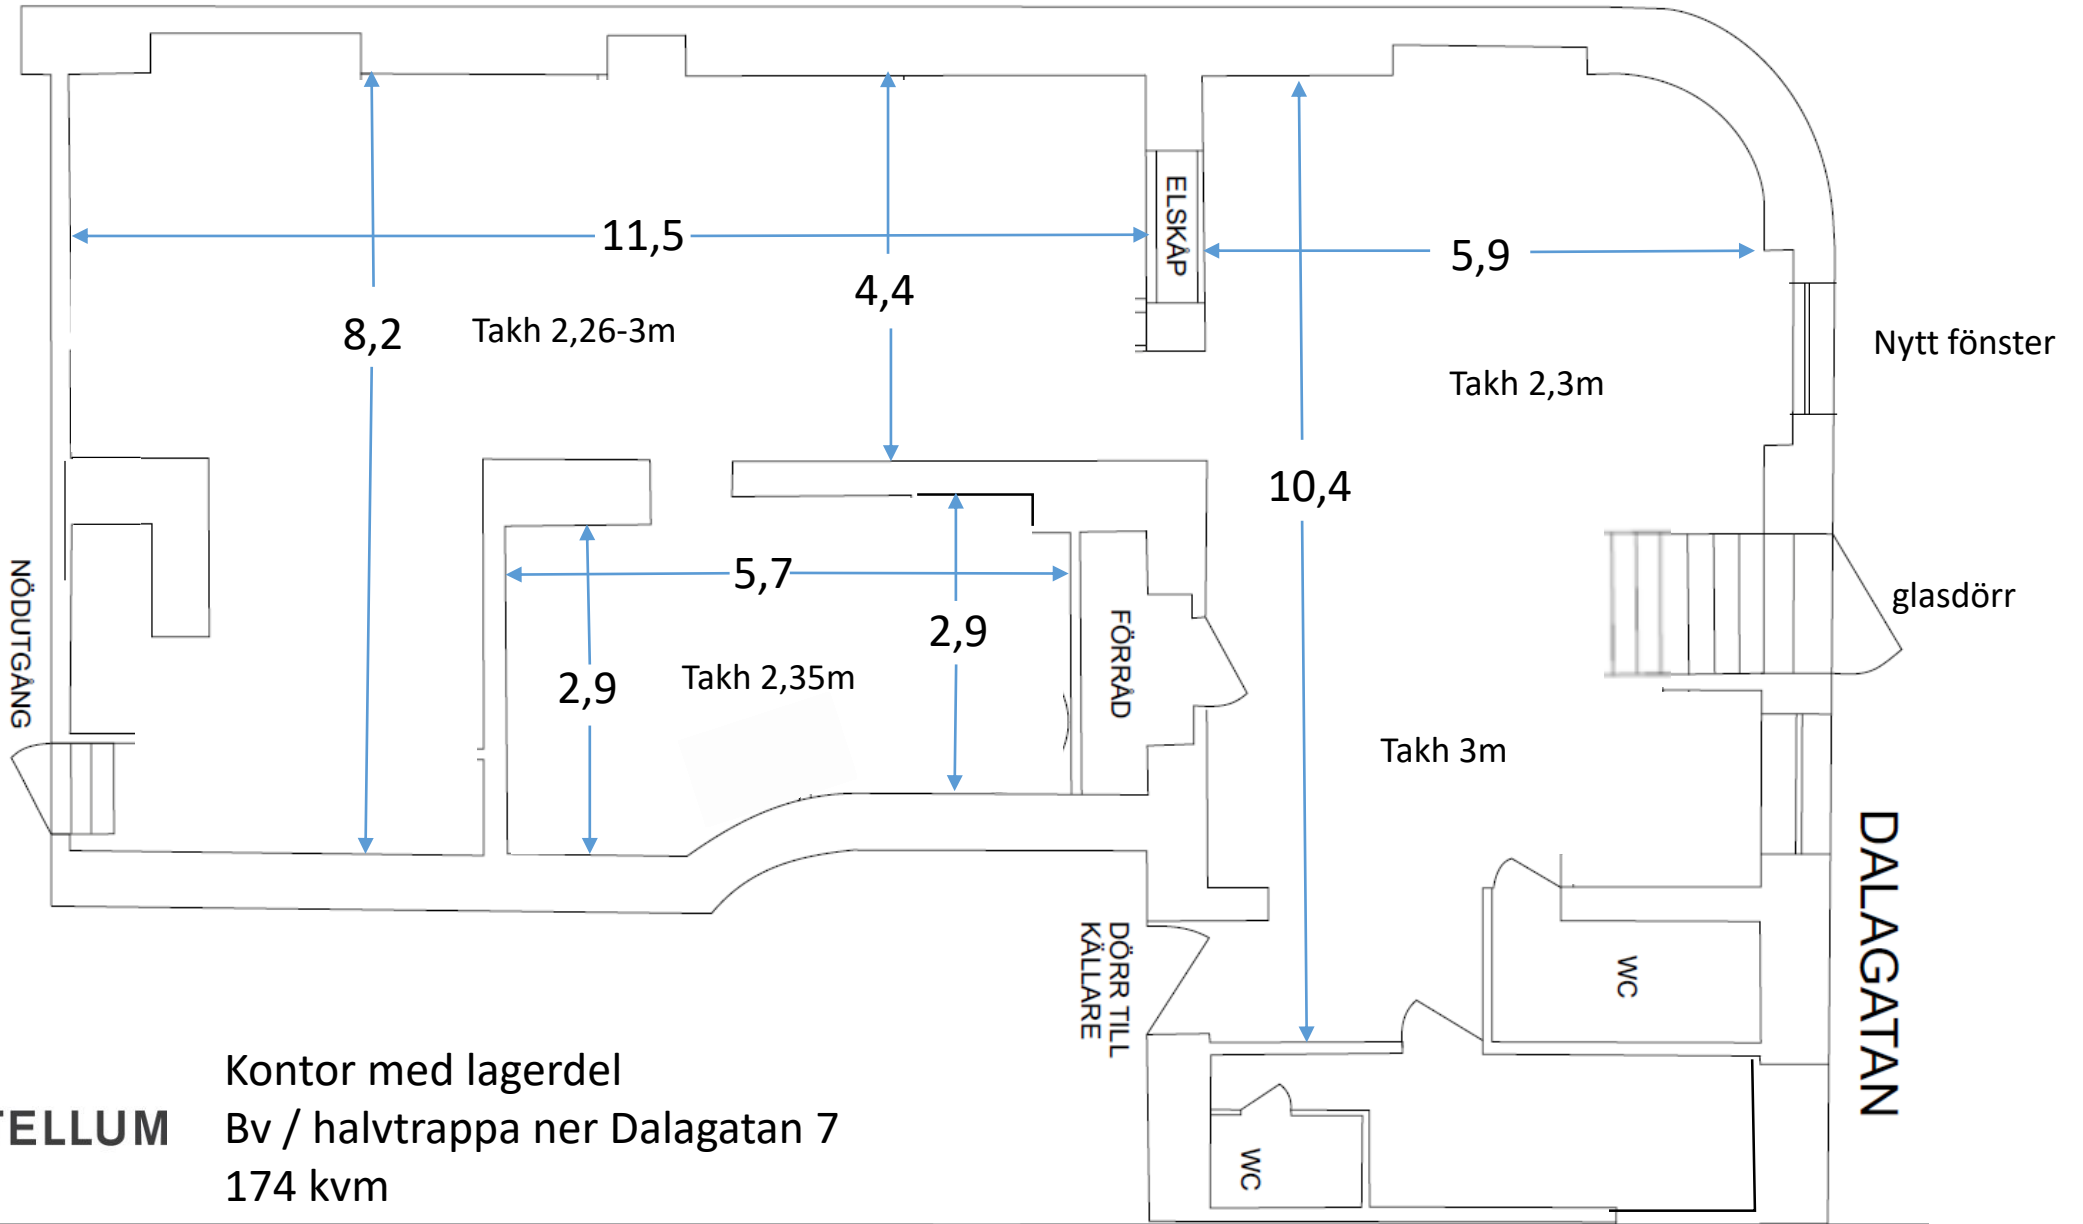 ELSKÅP
11,5
5,9
4,4
8,2
Takh 2,26-3m
Nytt fönster
Takh 2,3m
10,4
NÖDUTGÅNG
5,7
glasdörr
2,9
FÖRRÅD
2,9
Takh 2,35m
Takh 3m
DALAGATAN
DÖRR TILL
KÄLLARE
WC
WC
Kontor med lagerdel
TELLUM
Bv / halvtrappa ner Dalagatan 7
174 kvm